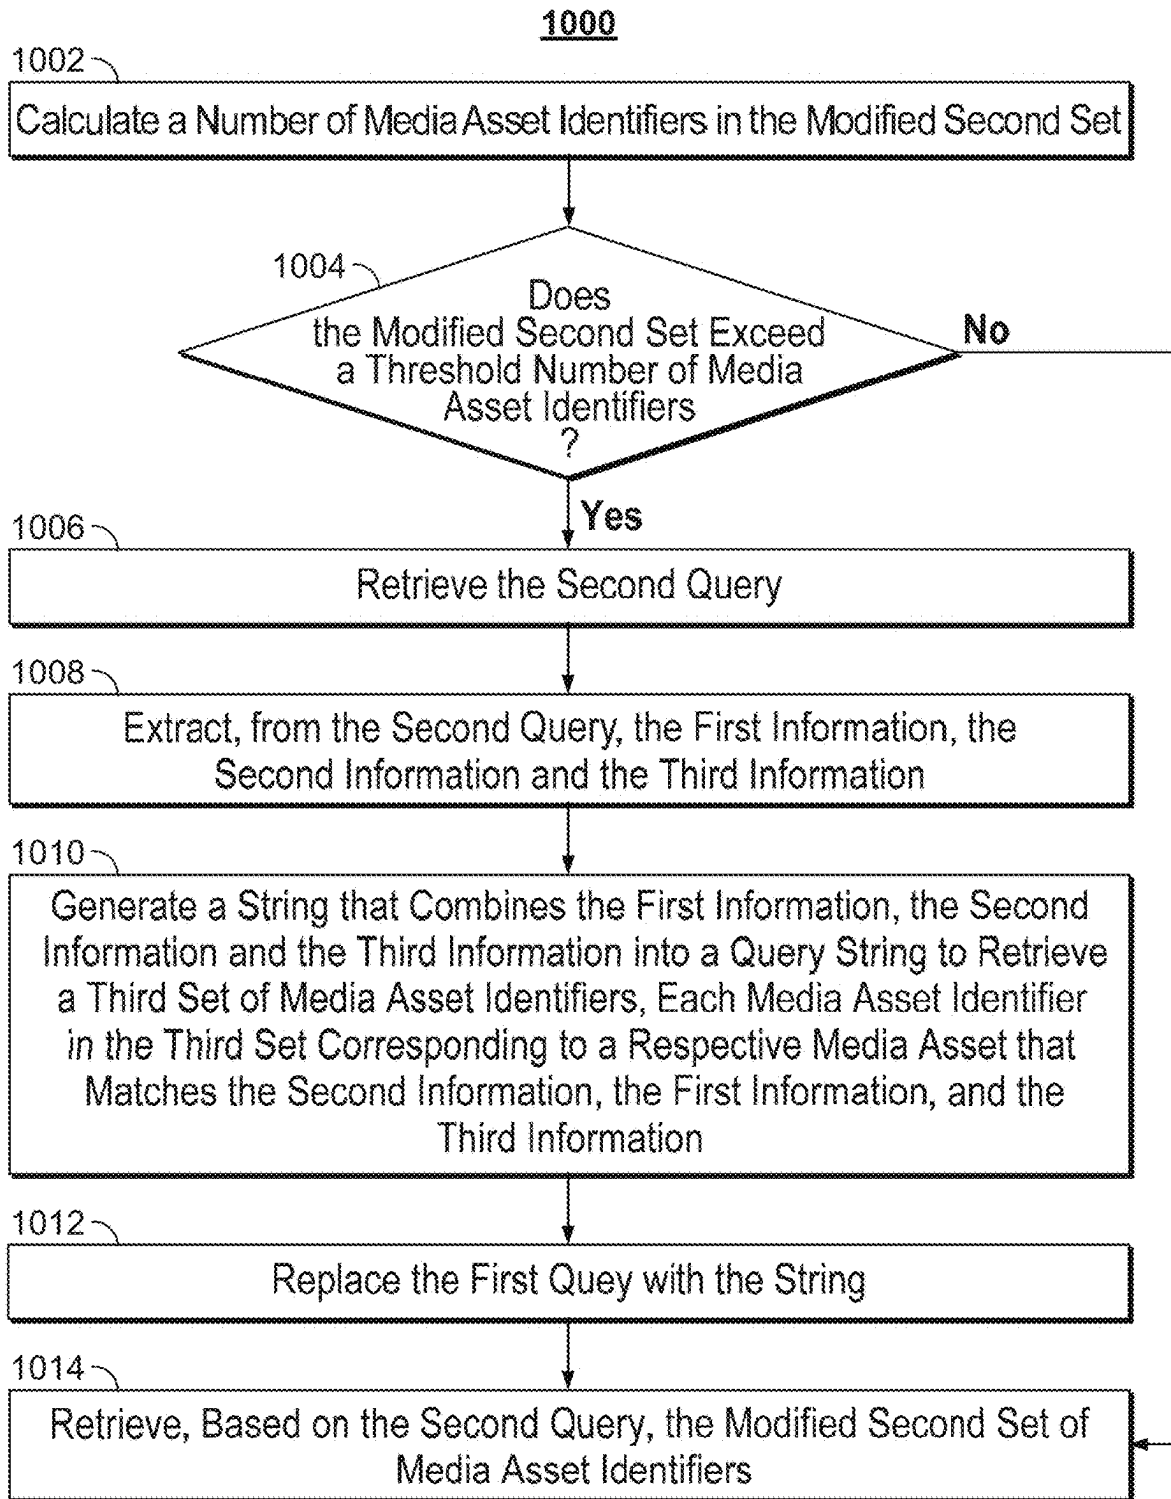 1000
1002
Calculate a Number of Media Asset Identifiers in the Modified Second Set
1004
Does
the Modified Second Set Exceed
a Threshold Number of Media
Asset Identifiers
?
No
Yes
1006
Retrieve the Second Query
1008
Extract, from the Second Query, the First Information, the
Second Information and the Third Information
1010
Generate a String that Combines the First Information, the Second
Information and the Third Information into a Query String to Retrieve
a Third Set of Media Asset Identifiers, Each Media Asset Identifier
in the Third Set Corresponding to a Respective Media Asset that
Matches the Second Information, the First Information, and the
Third Information
1012
Replace the First Quey with the String
1014
Retrieve, Based on the Second Query, the Modified Second Set of
Media Asset Identifiers